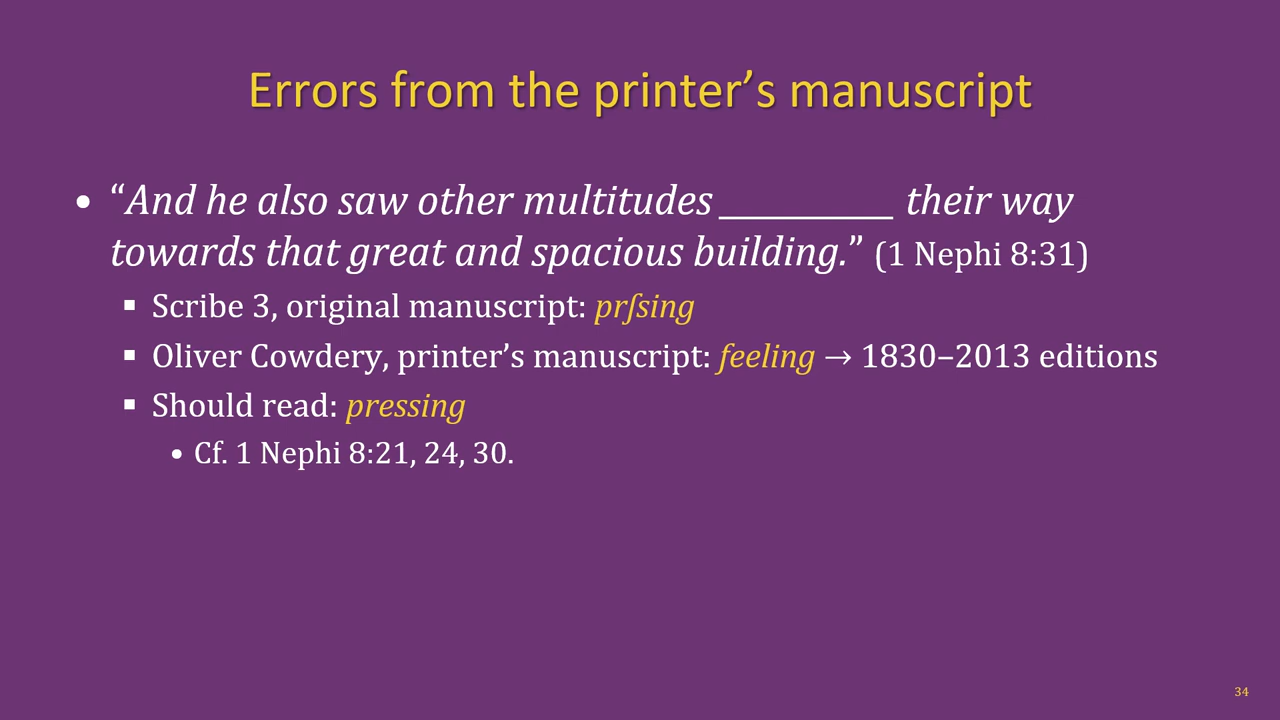 Errors from the printer’s manuscript
• “And he also saw other multitudes __________ their way
towards that great and spacious building.” (1 Nephi 8:31)
▪ Scribe 3, original manuscript: prʃsing
▪ Oliver Cowdery, printer’s manuscript: feeling → 1830–2013 editions
▪ Should read: pressing
• Cf. 1 Nephi 8:21, 24, 30.
34